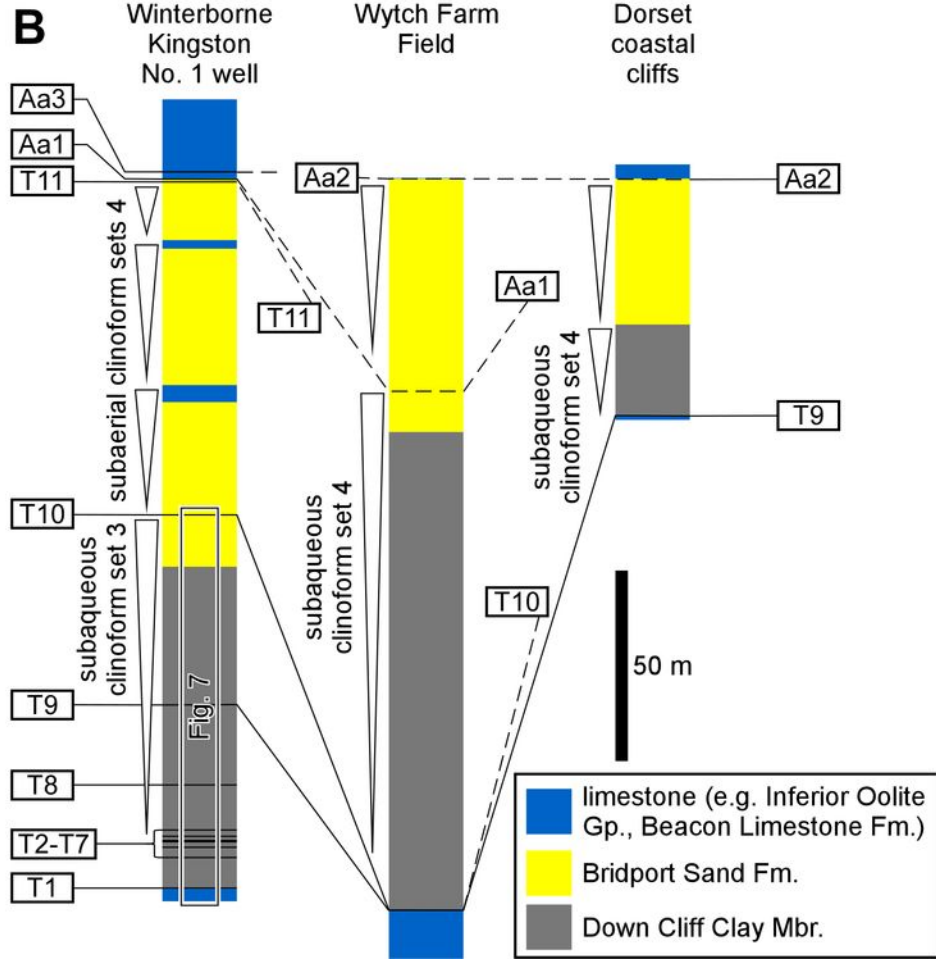 B
Winterborne
Kingston
No. 1 well
Wytch Farm
Field
Dorset
coastal
cliffs
Aa3
Aa1
T11
Aa2
Aa2
subaerial clinoform sets 4
T11
Aa1
subaqueous
clinoform set 4
T9
T10
subaqueous
clinoform set 3
subaqueous
clinoform set 4
T10
50 m
Fig. 7
T9
T8
T2-T7
T1
limestone (e.g. Inferior Oolite
Gp., Beacon Limestone Fm.)
Bridport Sand Fm.
Down Cliff Clay Mbr.